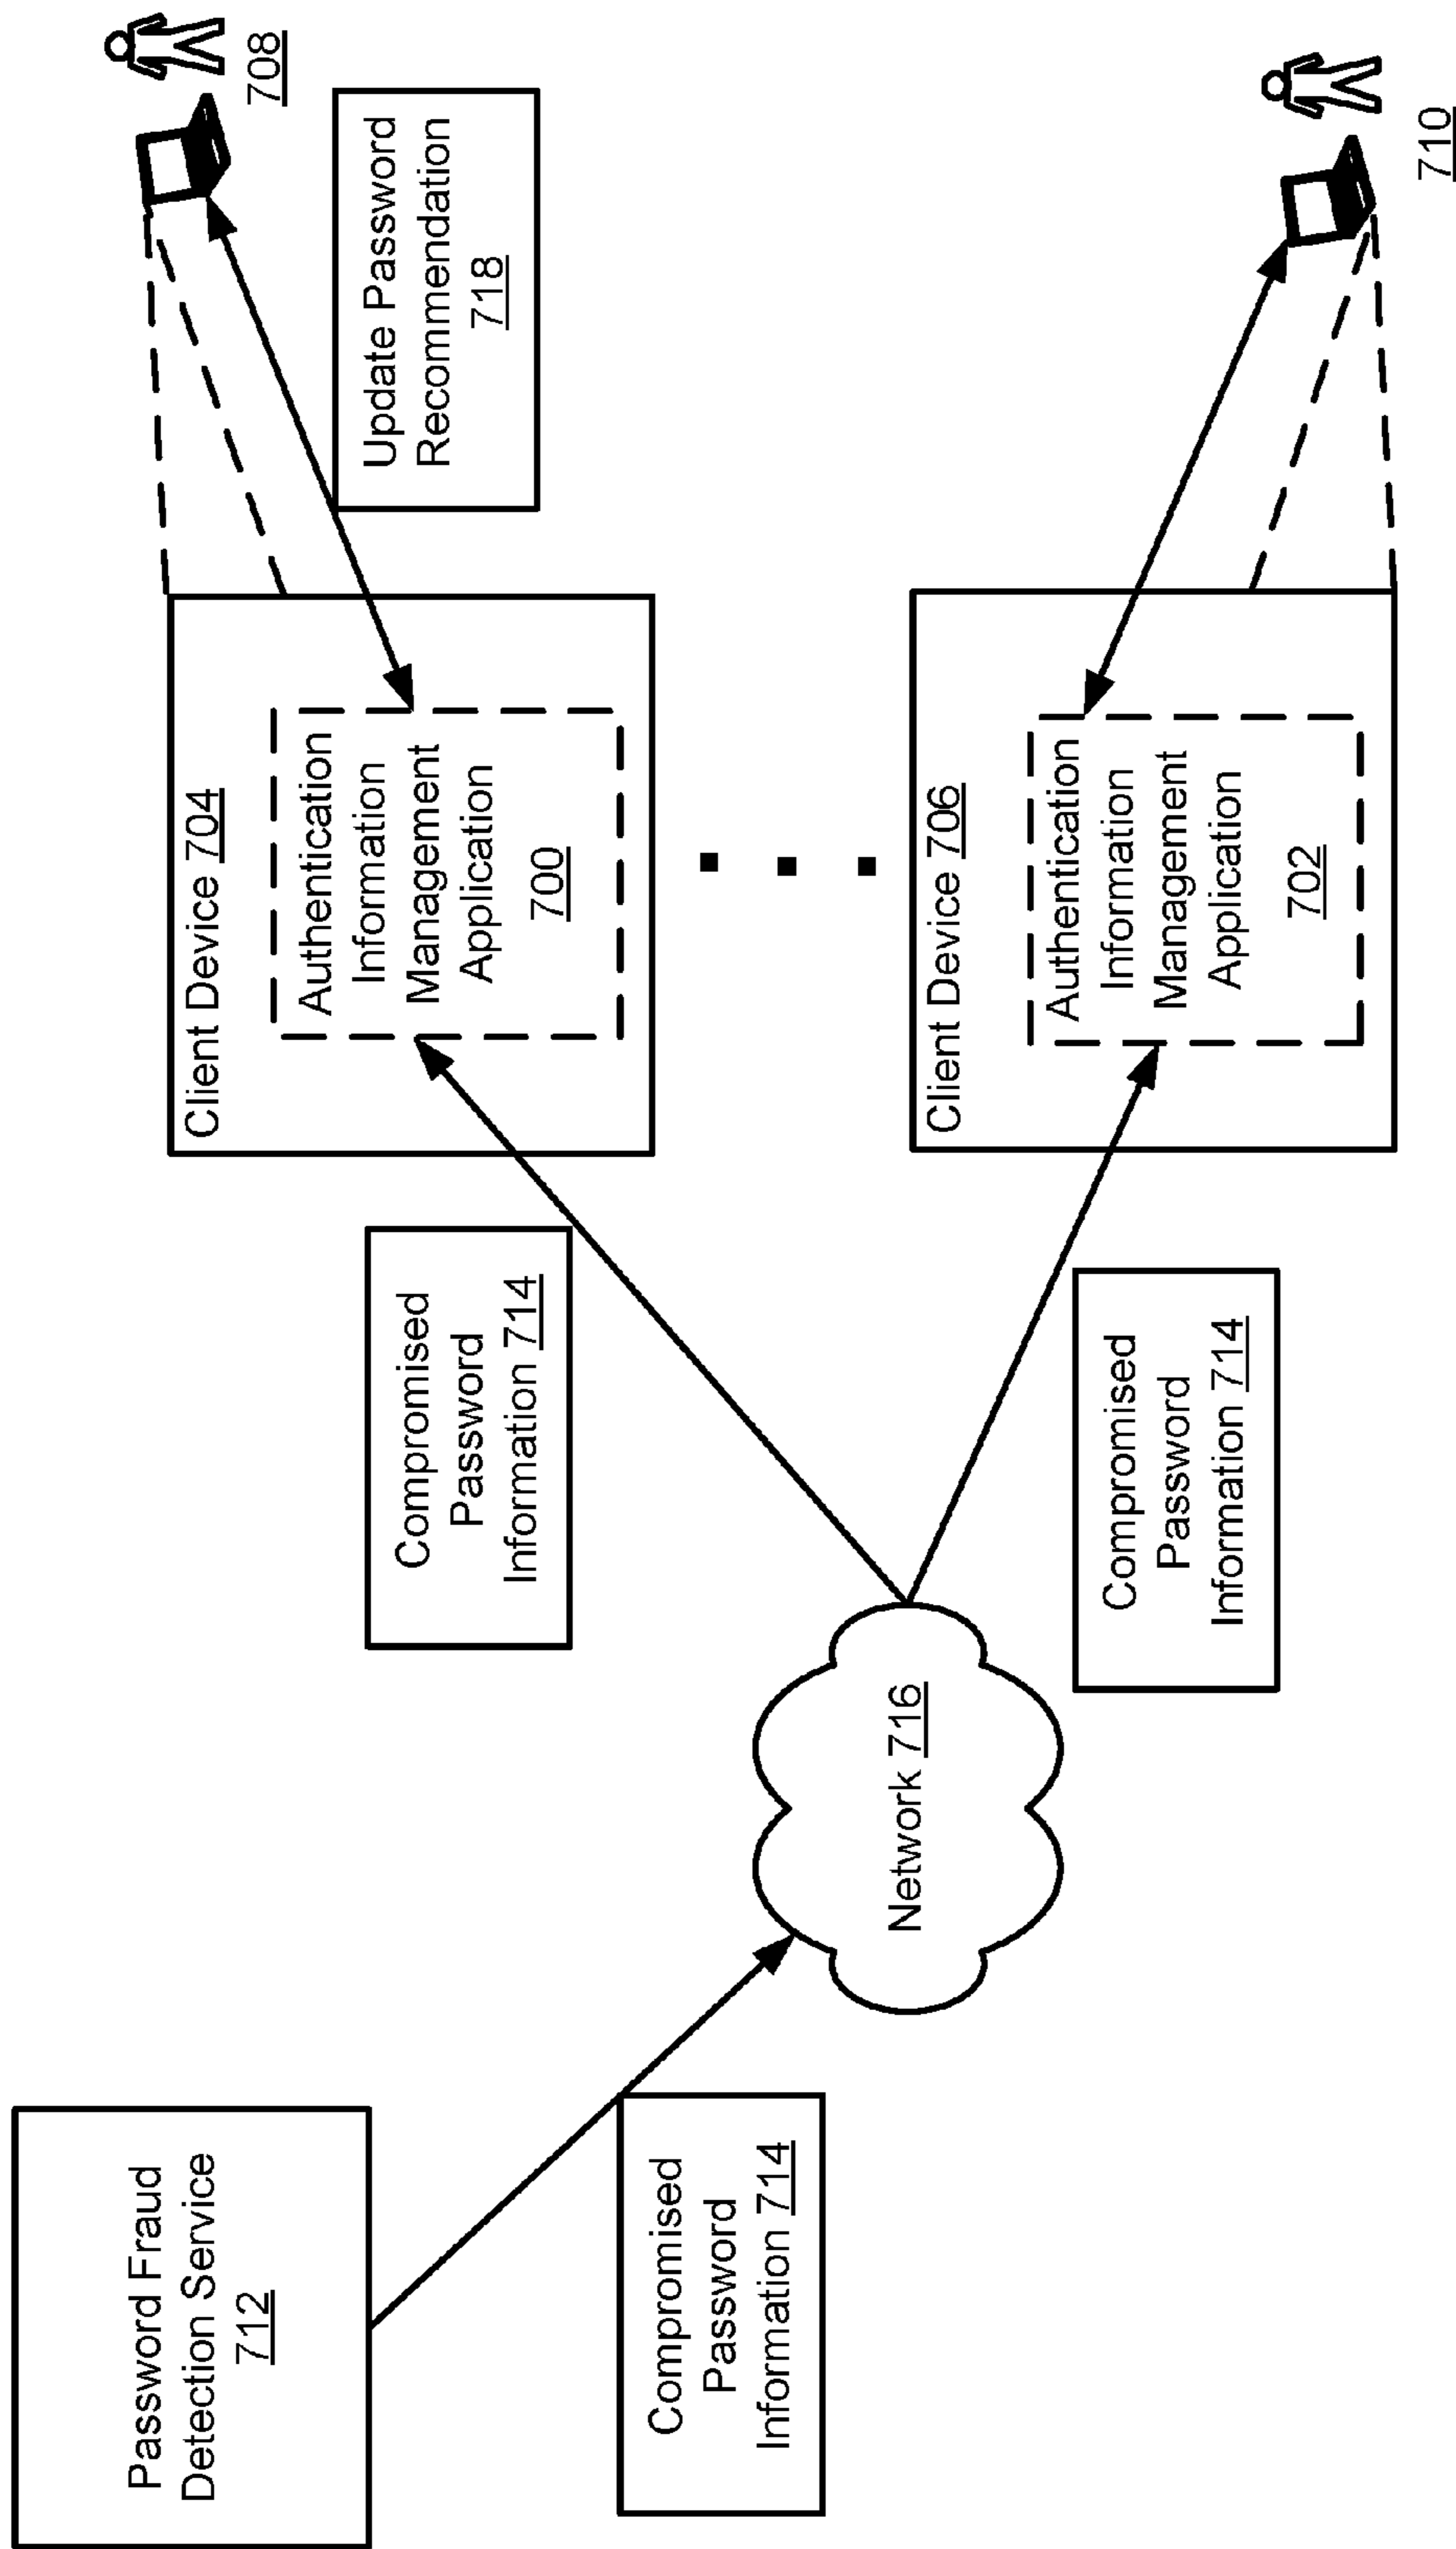 Password Fraud
Detection Service
712
Compromised
Password
Information 714
Network 716
Compromised
Password
Information 714
Compromised
Password
Information 714
Client Device 704
Authentication
Information
Management
Application
700
Client Device 706
Authentication
Information
Management
Application
702
Update Password
Recommendation
718
708
710